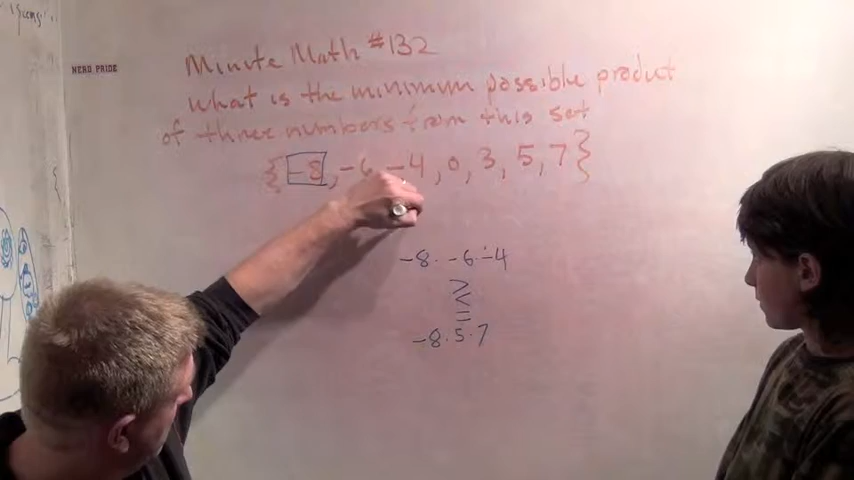 iscons
Minute Math #132
NERD PRIDE
what is the minimum possible product
of three numbers from this set
{-8, -6, -4, 0, 3, 5, 7}
-8 · -6 · -4
≥
≤
=
-8 · 5 · 7